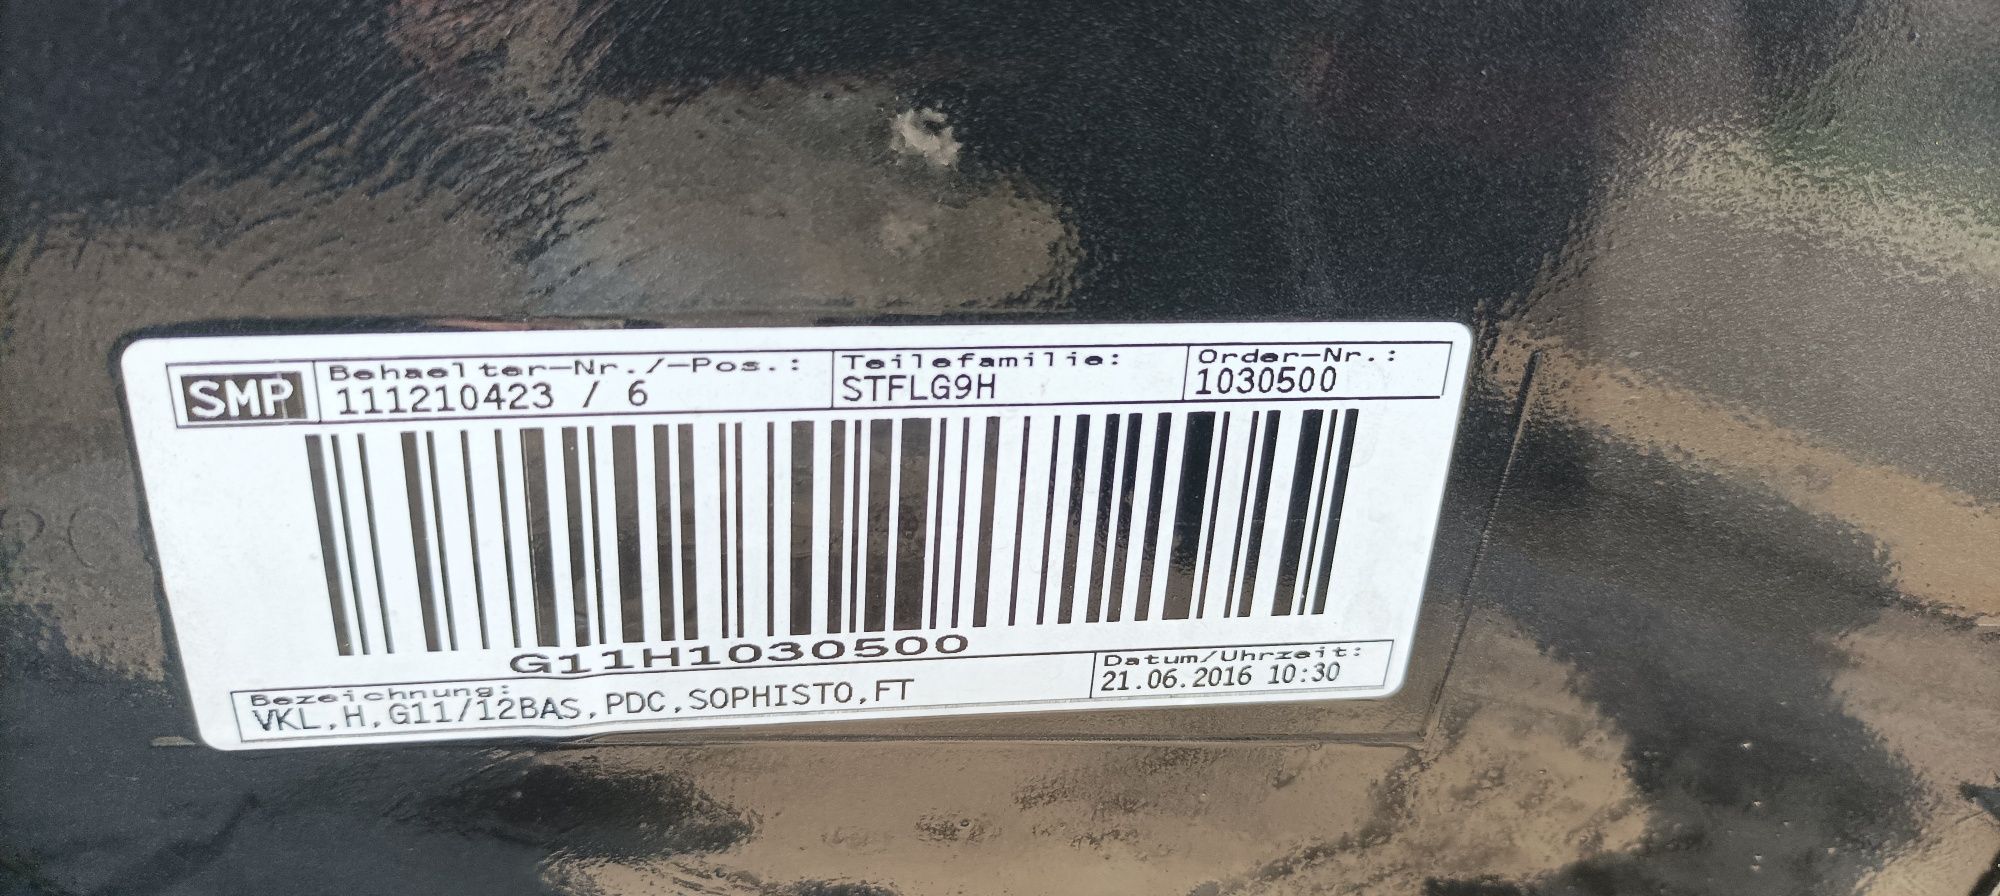 SMP
Behaelter-Nr./-Pos.: Teilefamilie: Order-Nr.:
111210423 / 6 STFLG9H 1030500
G11H1030500
Bezeichnung: Datum/Uhrzeit:
VKL,H,G11/12BAS,PDC,SOPHISTO,FT 21.06.2016 10:30